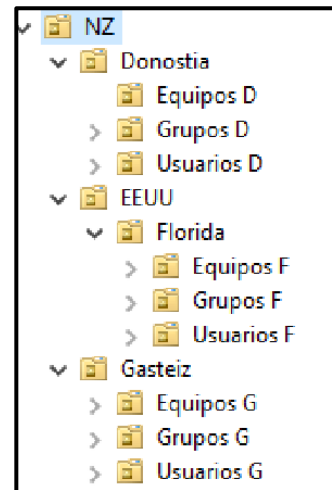 NZ
Donostia
Equipos D
Grupos D
Usuarios D
EEUU
Florida
Equipos F
Grupos F
Usuarios F
Gasteiz
Equipos G
Grupos G
Usuarios G